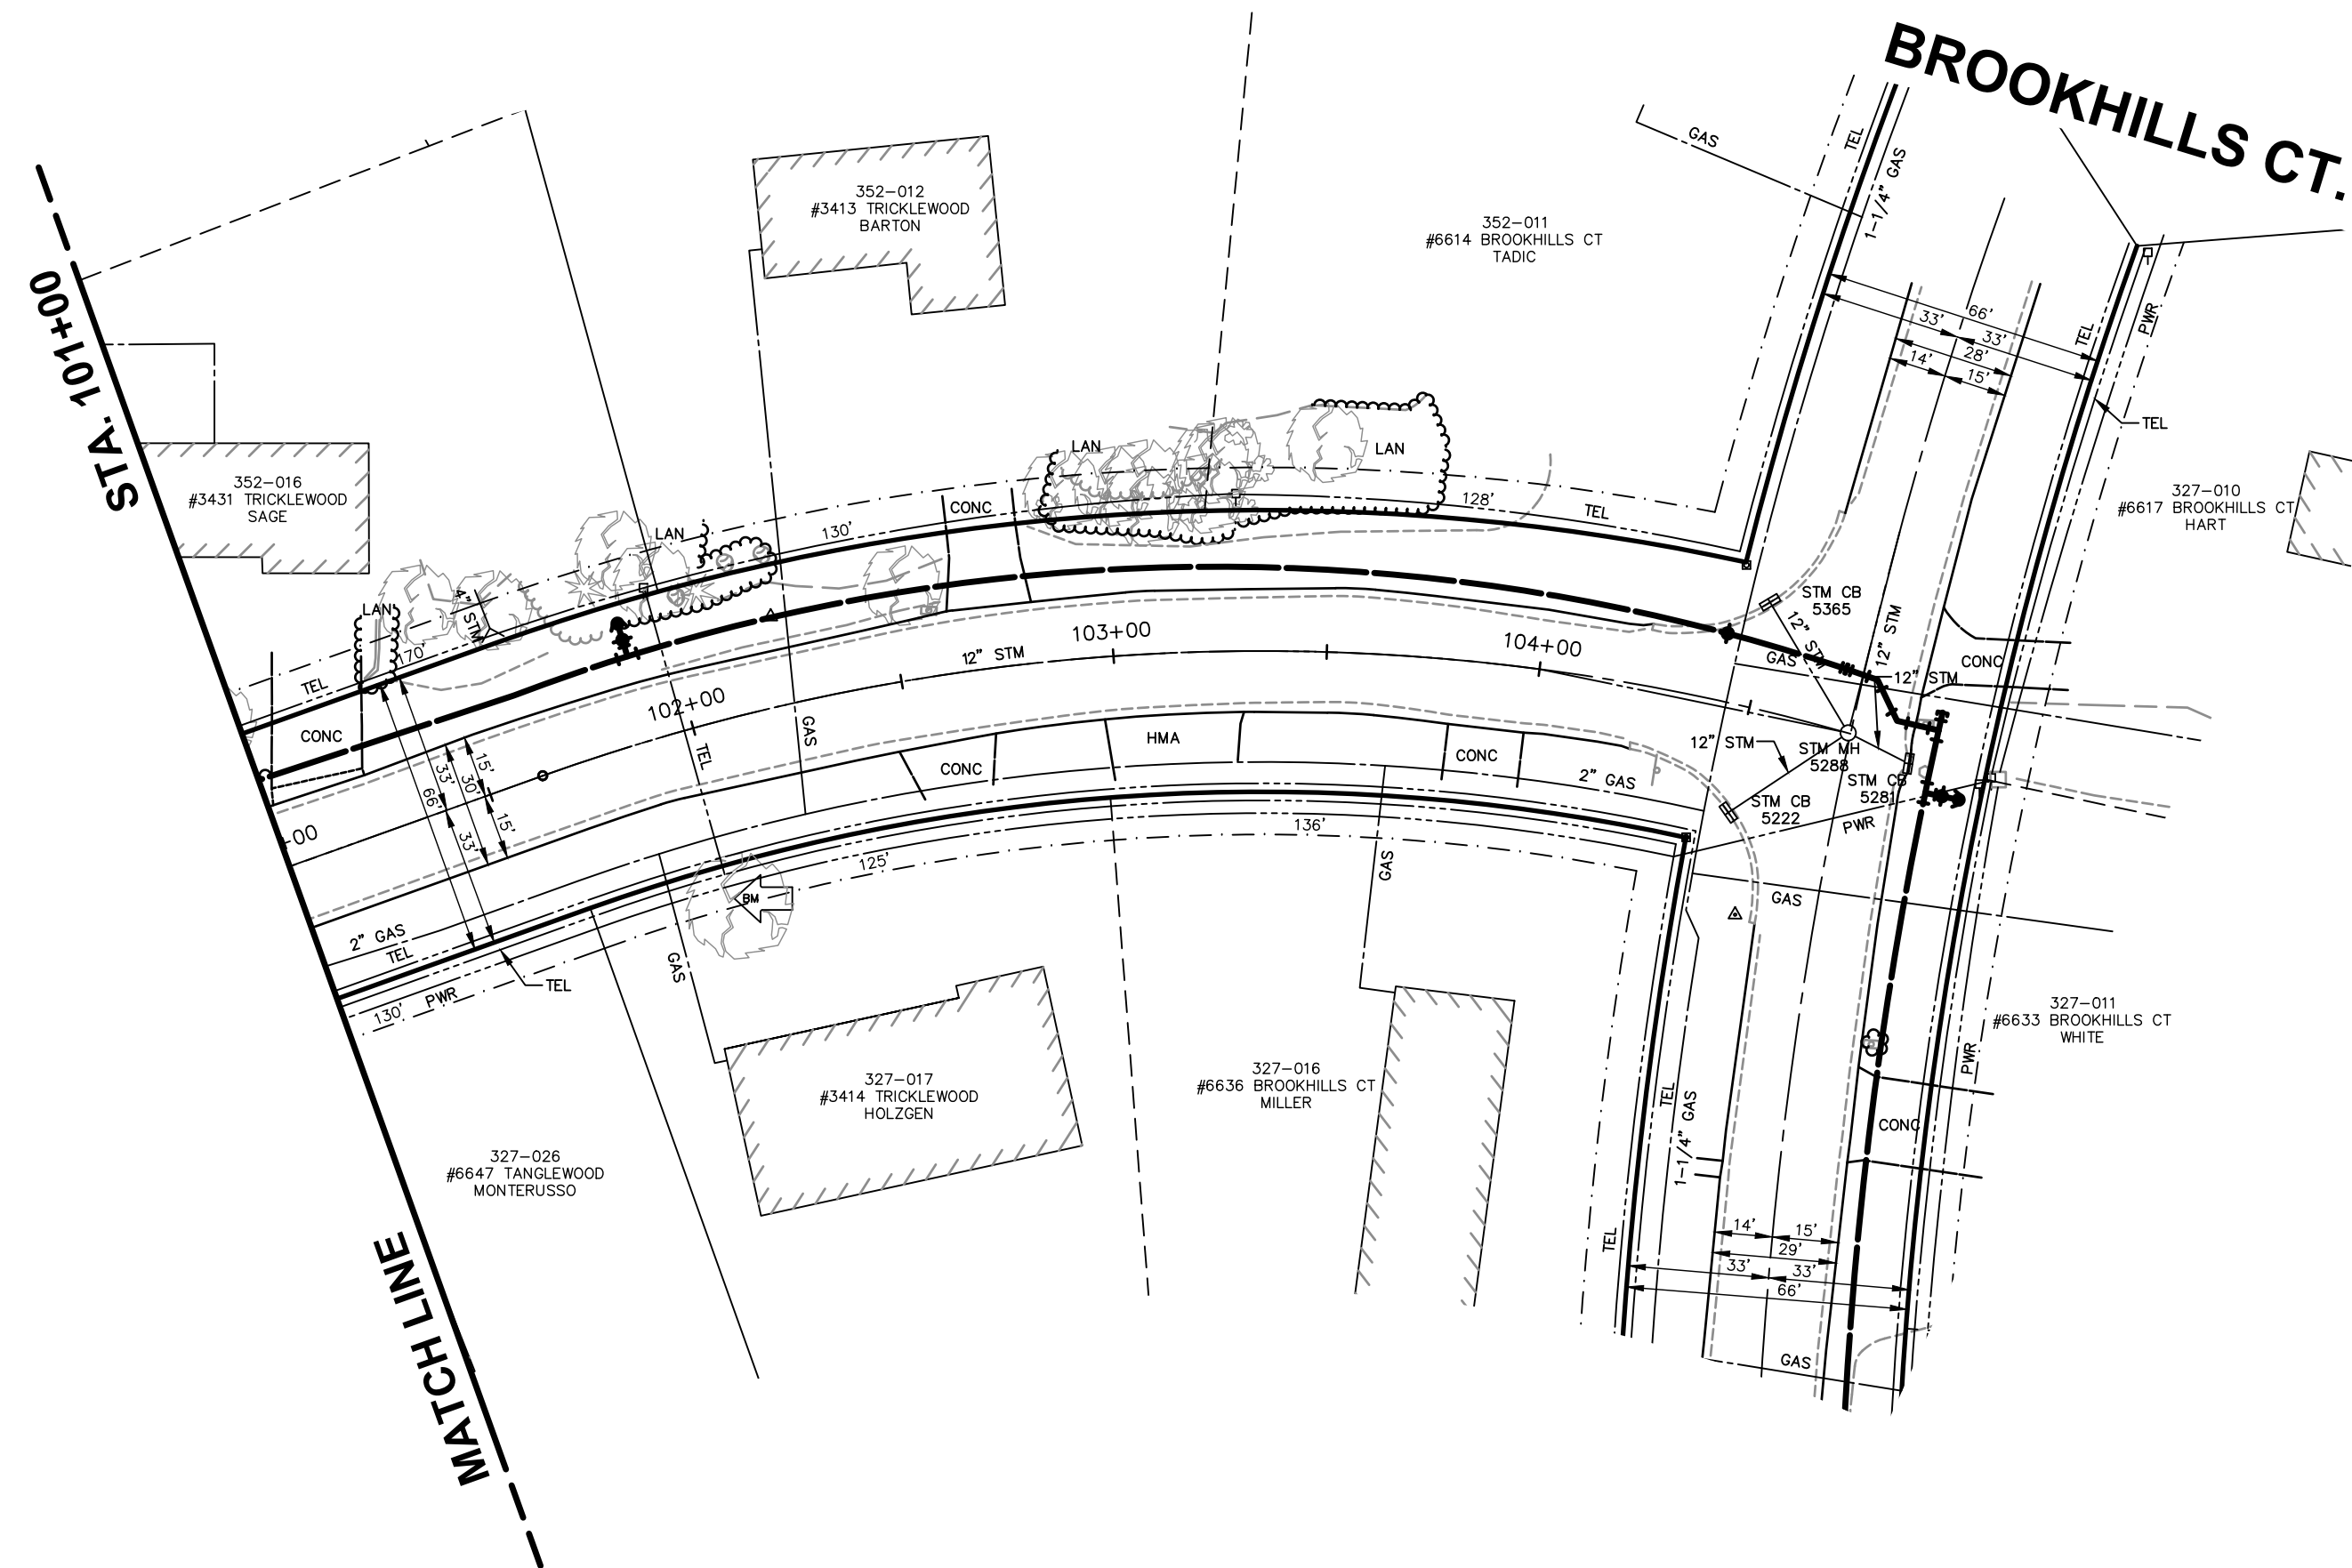 BROOKHILLS CT.
STA. 101+00
MATCH LINE
352-012
#3413 TRICKLEWOOD
BARTON
352-011
#6614 BROOKHILLS CT
TADIC
GAS
TEL
1-1/4" GAS
66'
33'
33'
28'
14'
15'
TEL
PWR
TEL
327-010
#6617 BROOKHILLS CT
HART
352-016
#3431 TRICKLEWOOD
SAGE
LAN
LAN
LAN
LAN
4" STM
170'
TEL
130'
CONC
128'
TEL
STM CB
5365
12" STM
12" STM
12" STM
CONC
GAS
103+00
104+00
102+00
12" STM
CONC
15'
33'
30'
66'
15'
33'
-00
TEL
GAS
CONC
HMA
CONC
2" GAS
12" STM
STM MH
5288
STM CB
5281
STM CB
5222
PWR
GAS
136'
125'
GAS
BM
2" GAS
TEL
TEL
PWR
130'
GAS
327-017
#3414 TRICKLEWOOD
HOLZGEN
327-016
#6636 BROOKHILLS CT
MILLER
327-011
#6633 BROOKHILLS CT
WHITE
327-026
#6647 TANGLEWOOD
MONTERUSSO
TEL
1-1/4" GAS
TEL
PWR
CONC
14'
15'
29'
33'
33'
66'
GAS